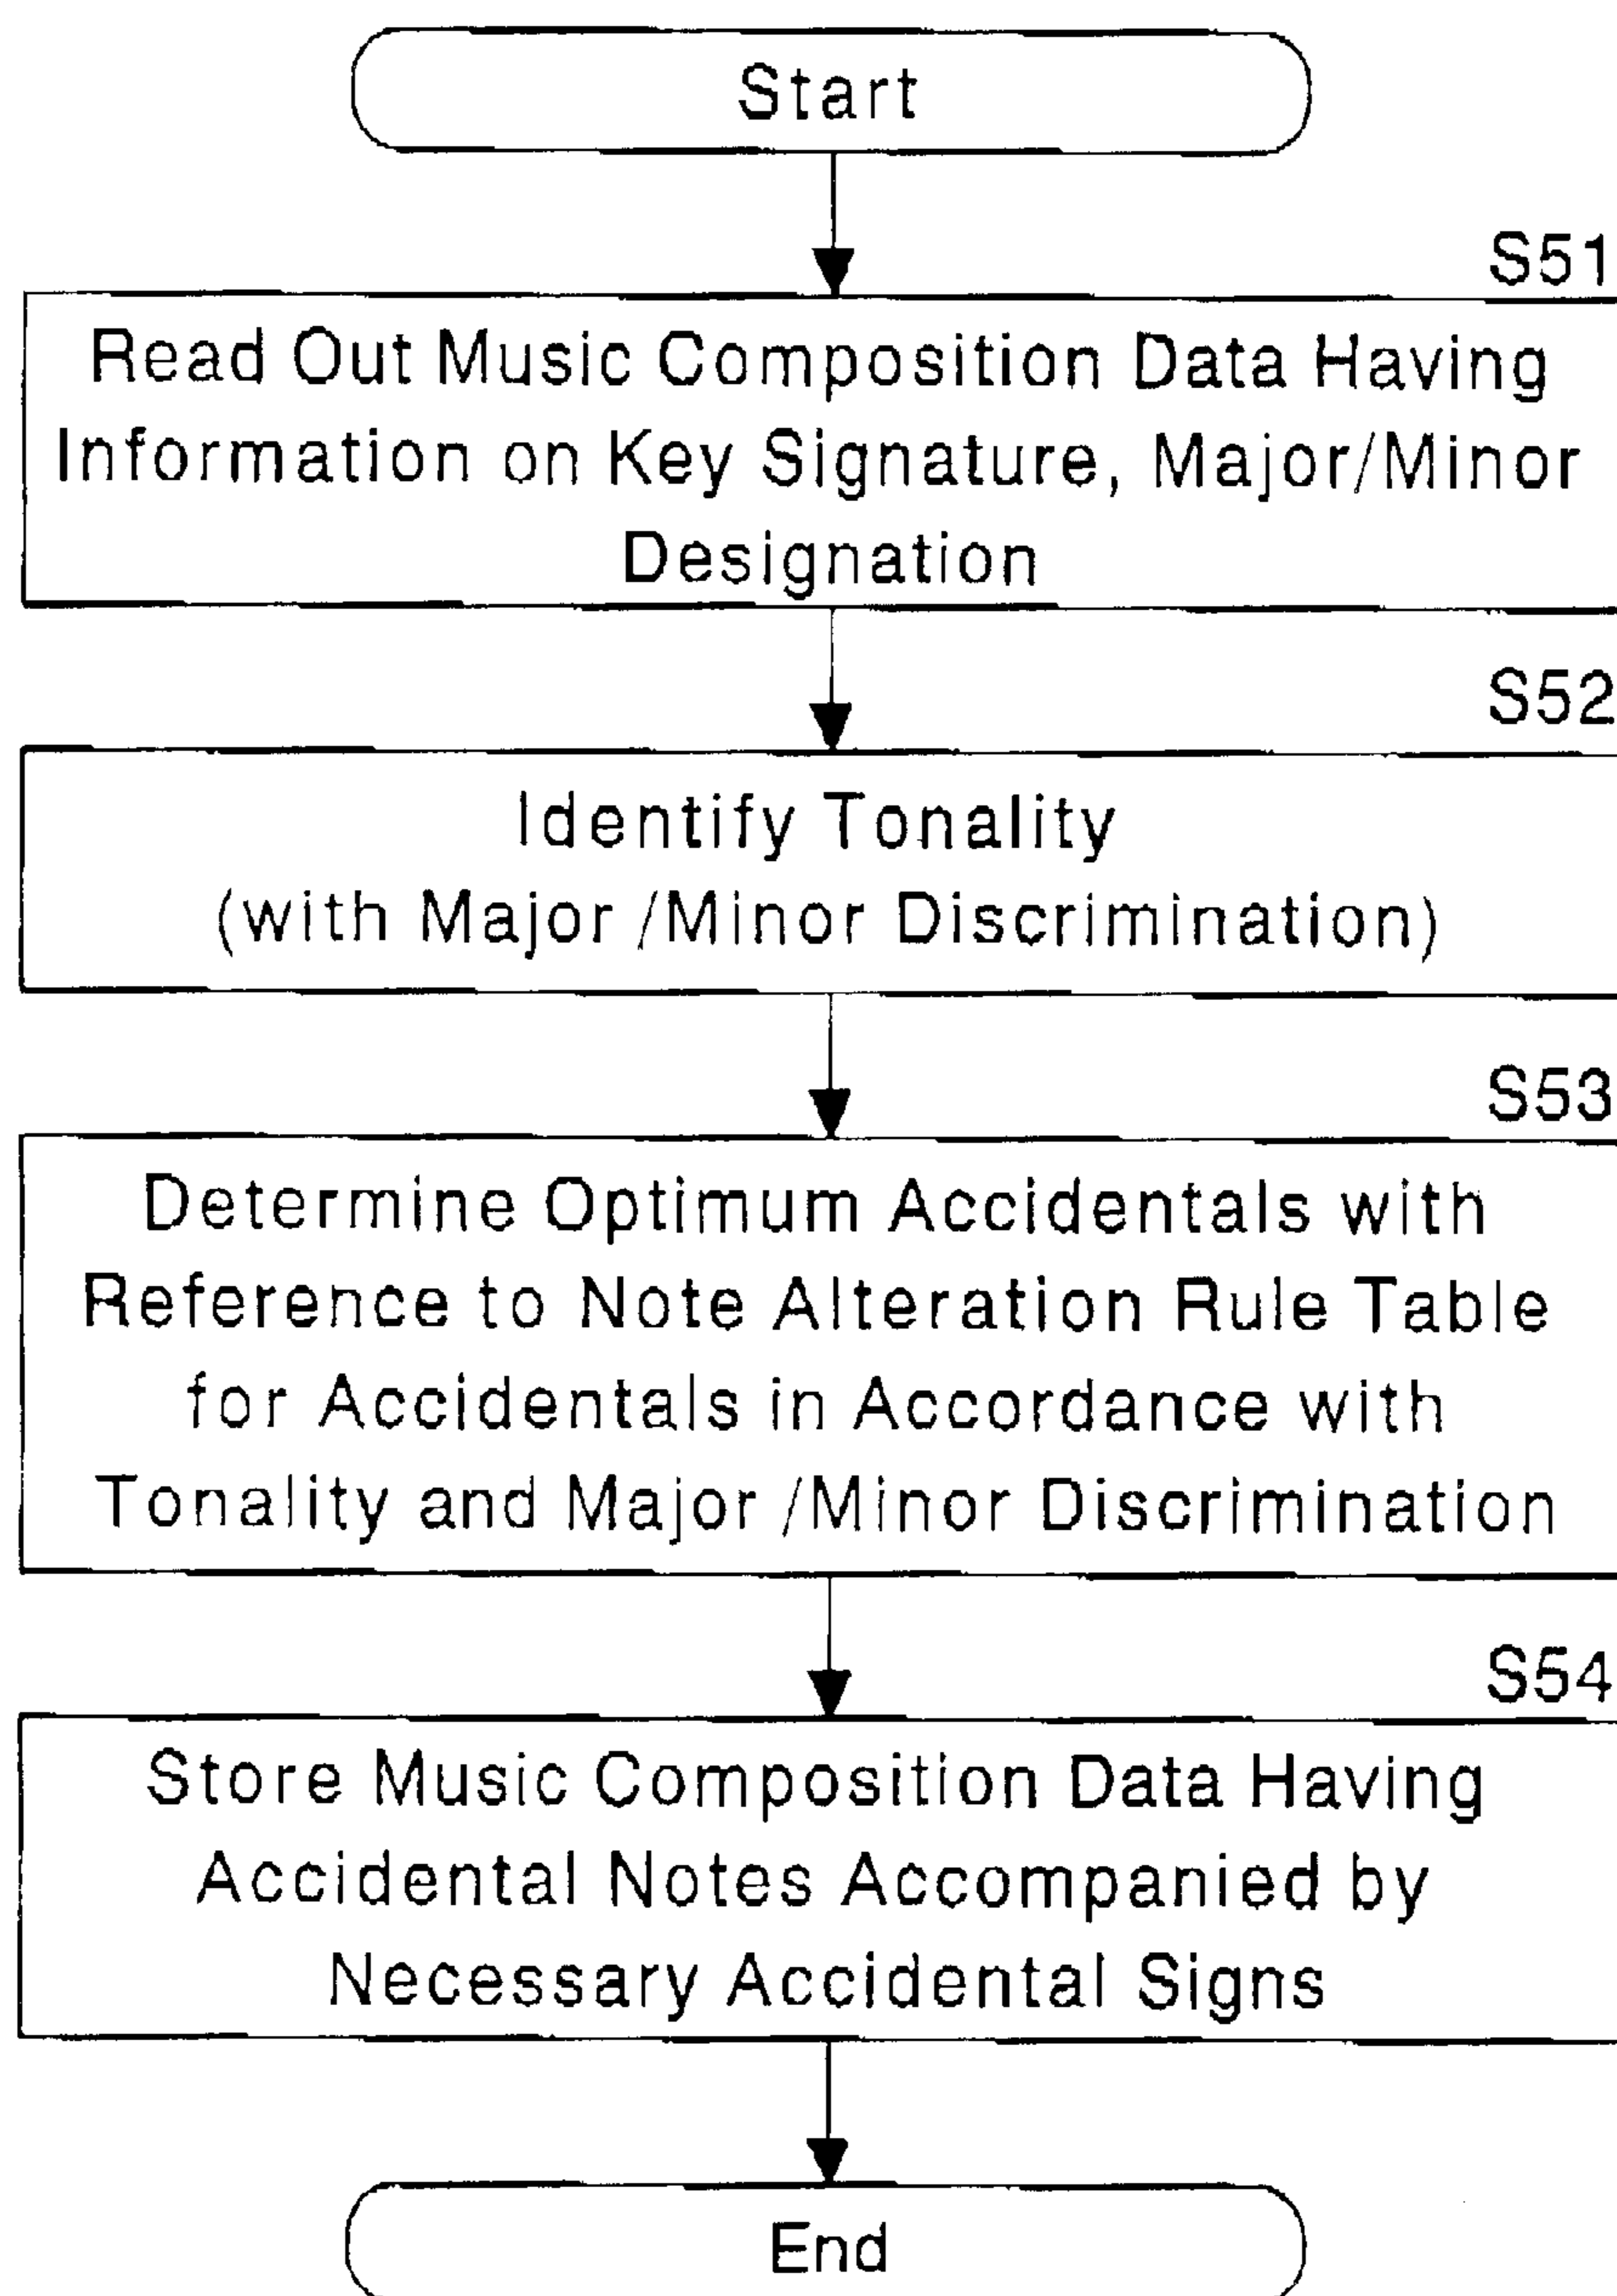 Start
S51
Read Out Music Composition Data Having
Information on Key Signature, Major/Minor
Designation
S52
Identify Tonality
(with Major /Minor Discrimination)
S53
Determine Optimum Accidentals with
Reference to Note Alteration Rule Table
for Accidentals in Accordance with
Tonality and Major /Minor Discrimination
S54
Store Music Composition Data Having
Accidental Notes Accompanied by
Necessary Accidental Signs
End